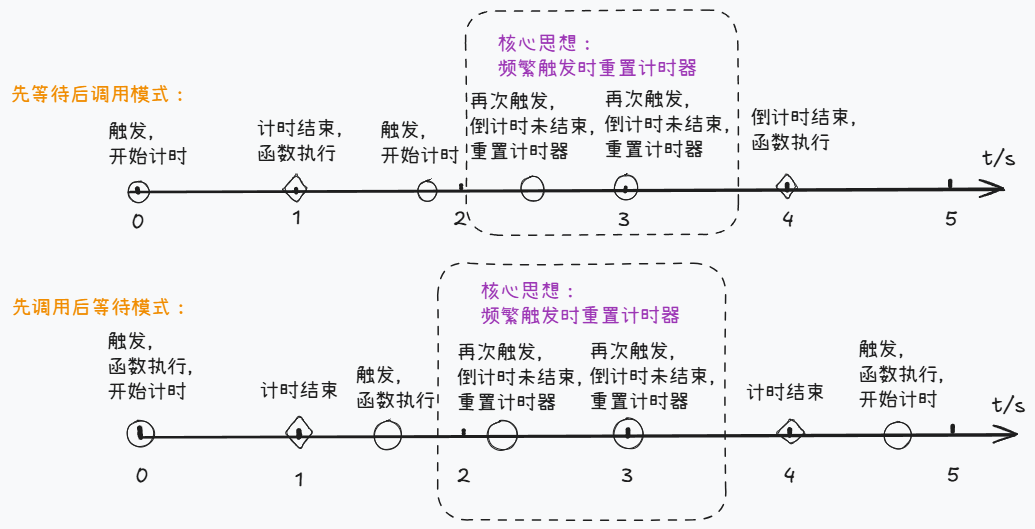 核心思想：
频繁触发时重置计时器
先等待后调用模式：
触发，
开始计时
计时结束，
函数执行
触发，
开始计时
再次触发，
倒计时未结束，
重置计时器
再次触发，
倒计时未结束，
重置计时器
倒计时结束，
函数执行
t/s
0
1
2
3
4
5
核心思想：
频繁触发时重置计时器
先调用后等待模式：
触发，
函数执行，
开始计时
计时结束
触发，
函数执行
再次触发，
倒计时未结束，
重置计时器
再次触发，
倒计时未结束，
重置计时器
计时结束
触发，
函数执行，
开始计时
t/s
0
1
2
3
4
5